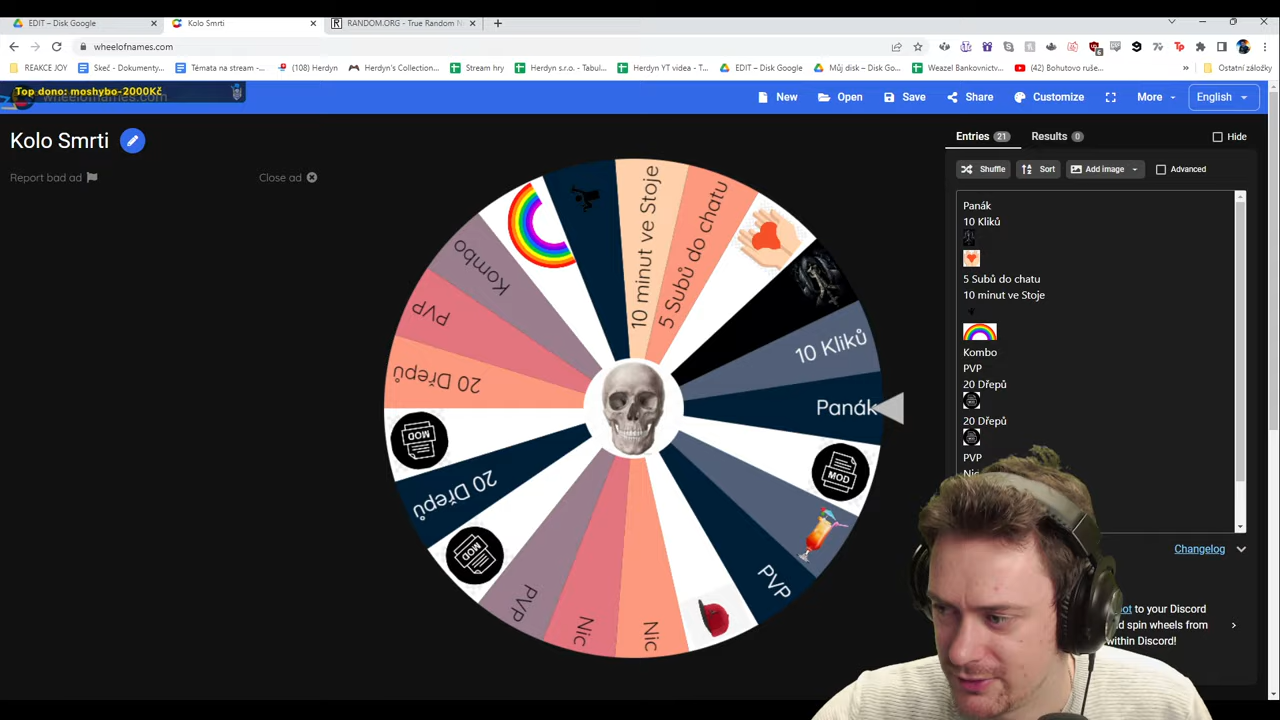 EDIT – Disk Google
Kolo Smrti
RANDOM.ORG - True Random N
wheelofnames.com
REAKCE JOY
Skeč - Dokumenty...
Témata na stream -...
(108) Herdyn
Herdyn's Collection...
Stream hry
Herdyn s.r.o. - Tabul...
Herdyn YT videa - T...
EDIT – Disk Google
Můj disk – Disk Go...
Weazel Bankovnictv...
(42) Bohutovo ruše...
Ostatní záložky
Top dono: moshybo-2000Kč
New
Open
Save
Share
Customize
More
English
Kolo Smrti
Report bad ad
Close ad
Entries 21
Results 0
Hide
Shuffle
Sort
Add image
Advanced
Panák
10 Kliků
5 Subů do chatu
10 minut ve Stoje
Kombo
PVP
20 Dřepů
20 Dřepů
PVP
Nic
10 minut ve Stoje
5 Subů do chatu
10 Kliků
Panák
MOD
PVP
Nic
Nic
PVP
MOD
20 Dřepů
MOD
20 Dřepů
PVP
Kombo
Changelog
to your Discord
spin wheels from
within Discord!